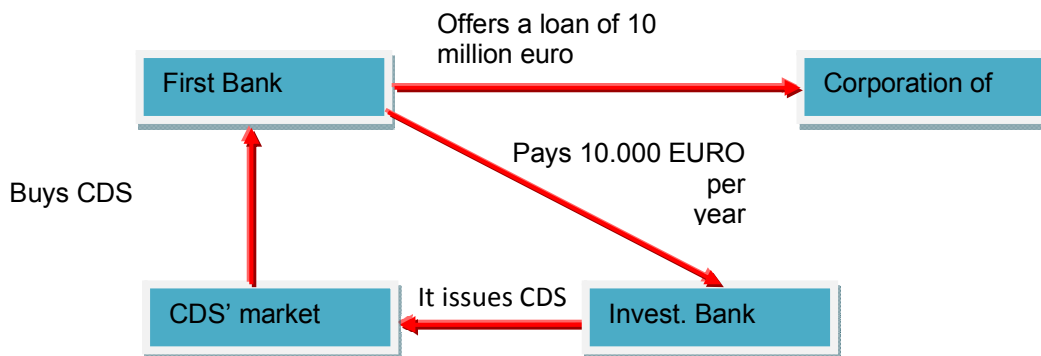 Offers a loan of 10
million euro
First Bank
Corporation of
Pays 10.000 EURO
per
year
Buys CDS
CDS’ market
It issues CDS
Invest. Bank